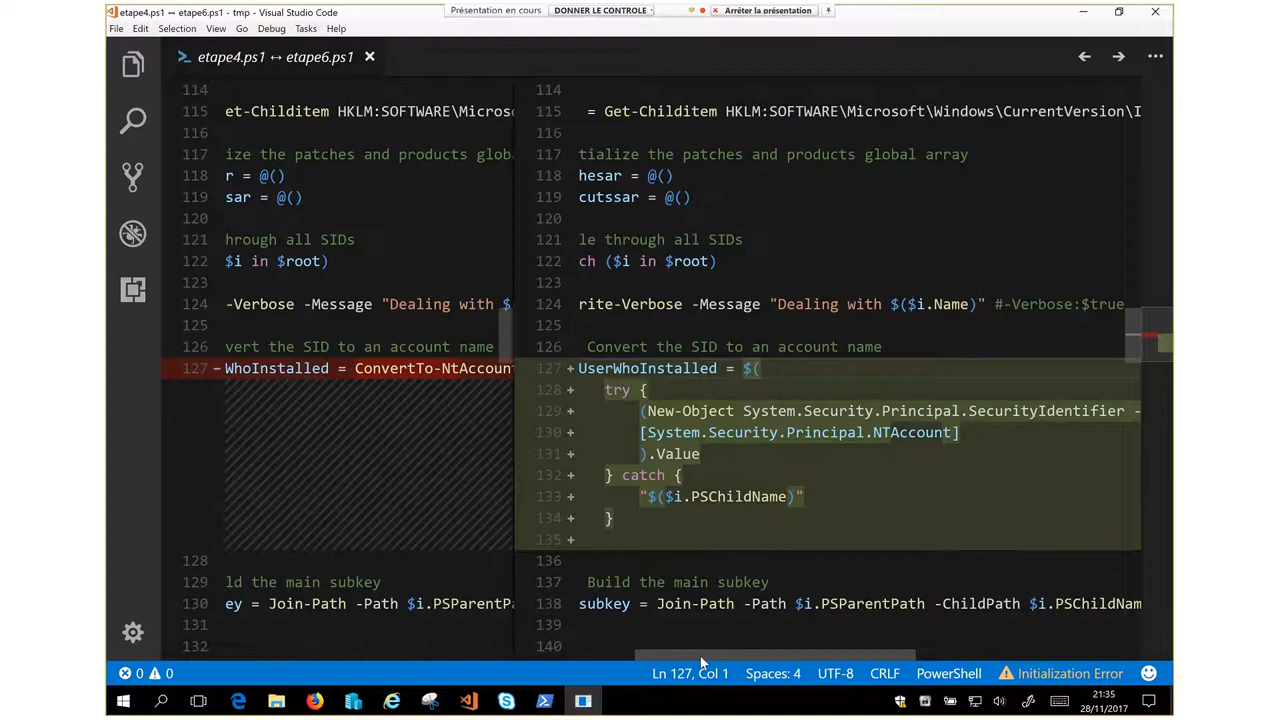 etape4.ps1 ↔ etape6.ps1 - tmp - Visual Studio Code
Présentation en cours DONNER LE CONTROLE Arrêter la présentation
File Edit Selection View Go Debug Tasks Help
etape4.ps1 ↔ etape6.ps1
114
115 et-Childitem HKLM:SOFTWARE\Microso
116
117 ize the patches and products glob
118 r = @()
119 sar = @()
120
121 hrough all SIDs
122 $i in $root)
123
124 -Verbose -Message "Dealing with $
125
126 vert the SID to an account name
127 - WhoInstalled = ConvertTo-NtAccount
128
129 ld the main subkey
130 ey = Join-Path -Path $i.PSParentPa
131
132
114
115 = Get-Childitem HKLM:SOFTWARE\Microsoft\Windows\CurrentVersion\I
116
117 tialize the patches and products global array
118 hesar = @()
119 cutssar = @()
120
121 le through all SIDs
122 ch ($i in $root)
123
124 rite-Verbose -Message "Dealing with $($i.Name)" #-Verbose:$true
125
126 Convert the SID to an account name
127 + UserWhoInstalled = $(
128 + try {
129 + (New-Object System.Security.Principal.SecurityIdentifier -
130 + [System.Security.Principal.NTAccount]
131 + ).Value
132 + } catch {
133 + "$($i.PSChildName)"
134 + }
135 +
136
137 Build the main subkey
138 subkey = Join-Path -Path $i.PSParentPath -ChildPath $i.PSChildNam
139
140
0 0 Ln 127, Col 1 Spaces: 4 UTF-8 CRLF PowerShell Initialization Error
21:35
28/11/2017